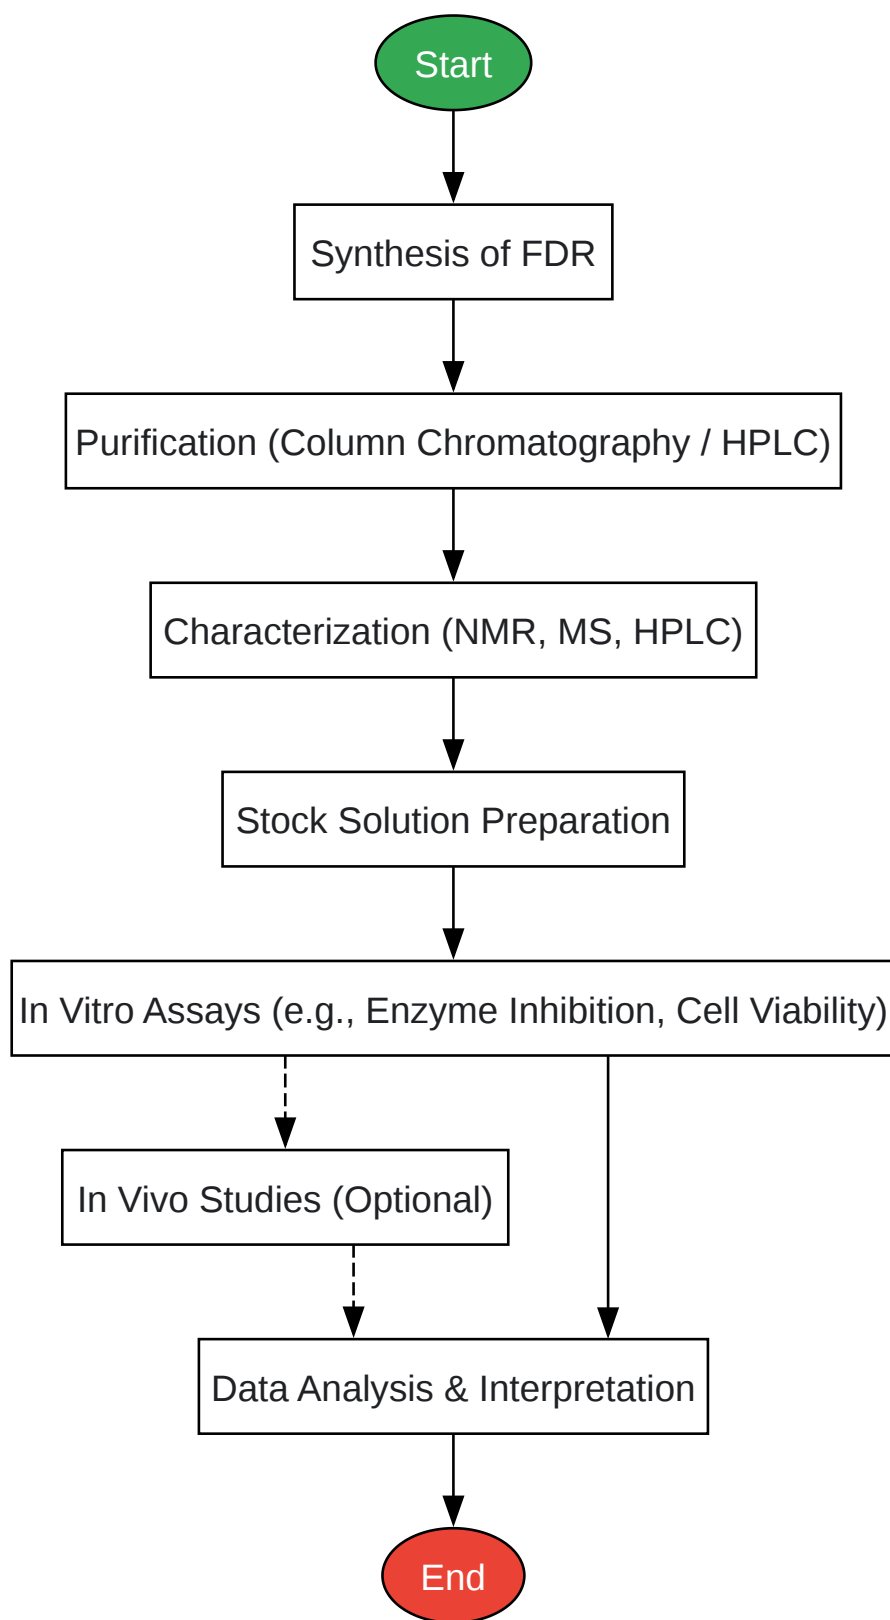 Start
Synthesis of FDR
Purification (Column Chromatography / HPLC)
Characterization (NMR, MS, HPLC)
Stock Solution Preparation
In Vitro Assays (e.g., Enzyme Inhibition, Cell Viability)
In Vivo Studies (Optional)
Data Analysis & Interpretation
End